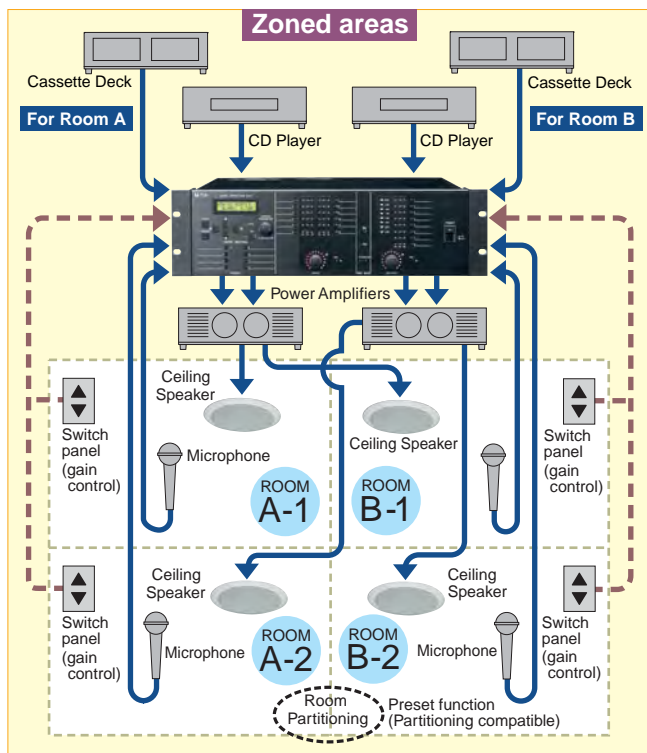 Zoned areas
Cassette Deck
Cassette Deck
For Room A
For Room B
CD Player
CD Player
Power Amplifiers
Ceiling
Speaker
Ceiling Speaker
Switch
panel
(gain
control)
Microphone
Switch
panel
(gain
control)
ROOM
A-1
ROOM
B-1
Ceiling
Speaker
Ceiling
Speaker
Switch
panel
(gain
control)
Microphone
ROOM
A-2
ROOM
B-2
Microphone
Switch
panel
(gain
control)
Room
Partitioning
Preset function
(Partitioning compatible)